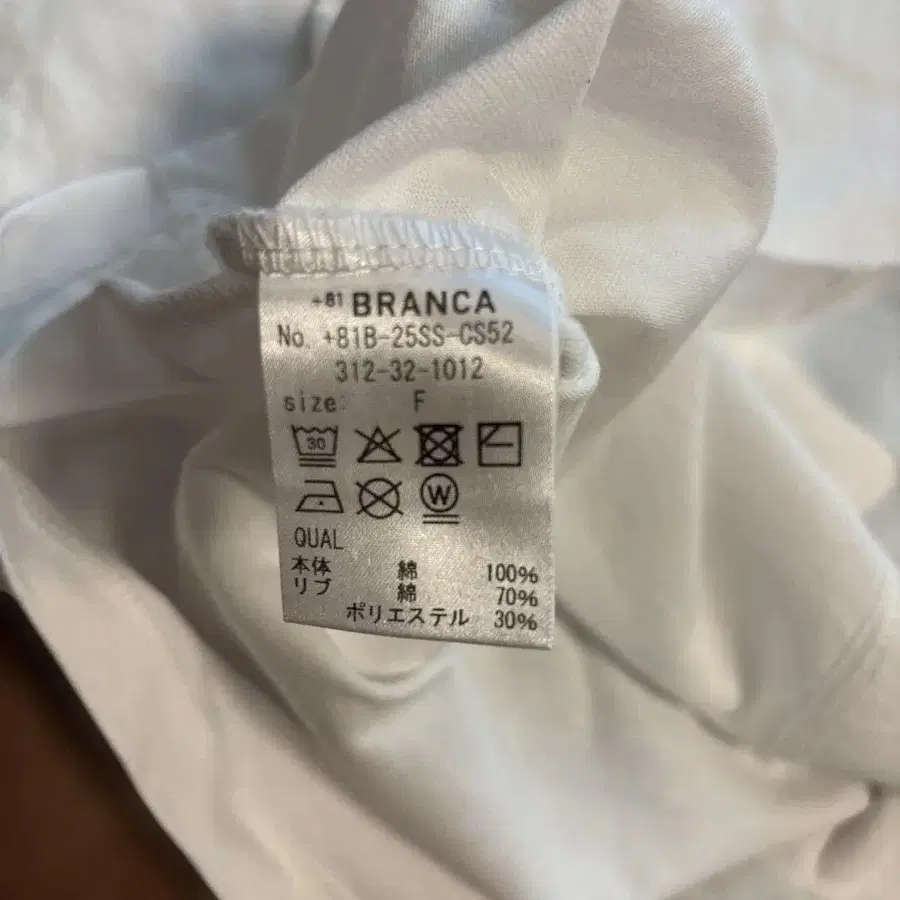 +81 BRANCA
No. +81B-25SS-CS52
312-32-1012
size: F
30
W
QUAL
本体 綿 100%
リブ 綿 70%
ポリエステル 30%